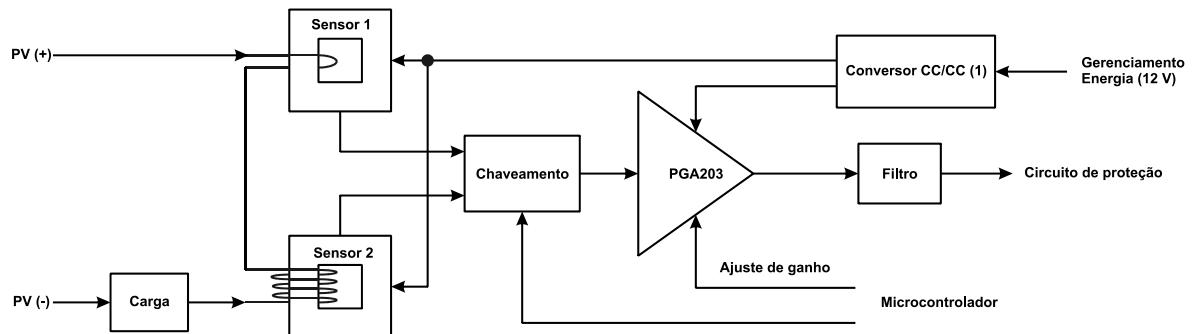 Sensor 1
PV (+)
Conversor CC/CC (1)
Gerenciamento
Energia (12 V)
Chaveamento
PGA203
Filtro
Circuito de proteção
Sensor 2
Ajuste de ganho
PV (-)
Carga
Microcontrolador